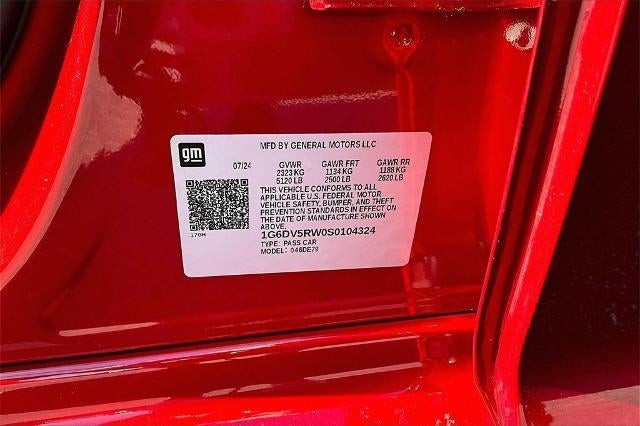 gm
MFD BY GENERAL MOTORS LLC
07/24 GVWR GAWR FRT GAWR RR
2323 KG 1134 KG 1188 KG
5120 LB 2500 LB 2620 LB
THIS VEHICLE CONFORMS TO ALL
APPLICABLE U.S. FEDERAL MOTOR
VEHICLE SAFETY, BUMPER, AND THEFT
PREVENTION STANDARDS IN EFFECT ON
THE DATE OF MANUFACTURE SHOWN
ABOVE.
170M
1G6DV5RW0S0104324
TYPE: PASS CAR
MODEL: 046DE79